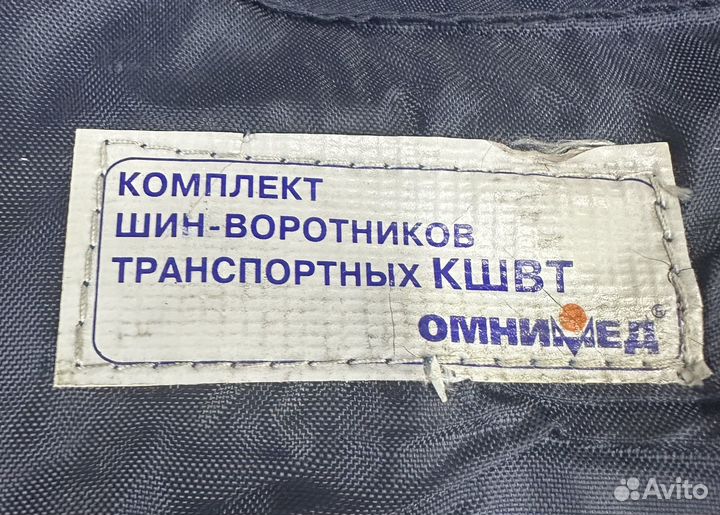 КОМПЛЕКТ
ШИН-ВОРОТНИКОВ
ТРАНСПОРТНЫХ КШВТ
ОМНИМЕД®
Avito